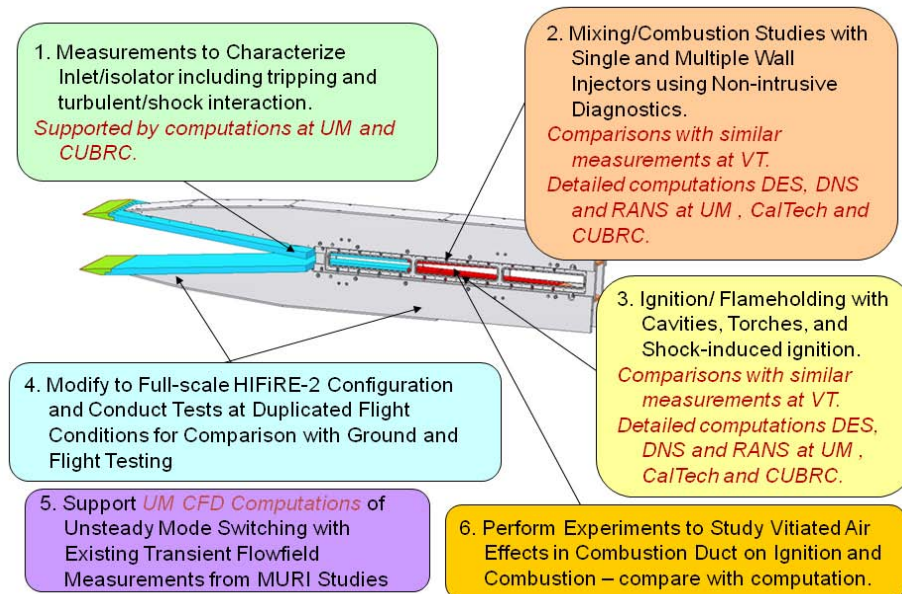 1. Measurements to Characterize
Inlet/isolator including tripping and
turbulent/shock interaction.
Supported by computations at UM and
CUBRC.
2. Mixing/Combustion Studies with
Single and Multiple Wall
Injectors using Non-intrusive
Diagnostics.
Comparisons with similar
measurements at VT.
Detailed computations DES, DNS
and RANS at UM , CalTech and
CUBRC.
3. Ignition/ Flameholding with
Cavities, Torches, and
Shock-induced ignition.
Comparisons with similar
measurements at VT.
Detailed computations DES,
DNS and RANS at UM ,
CalTech and CUBRC.
4. Modify to Full-scale HIFiRE-2 Configuration
and Conduct Tests at Duplicated Flight
Conditions for Comparison with Ground and
Flight Testing
5. Support UM CFD Computations of
Unsteady Mode Switching with
Existing Transient Flowfield
Measurements from MURI Studies
6. Perform Experiments to Study Vitiated Air
Effects in Combustion Duct on Ignition and
Combustion – compare with computation.